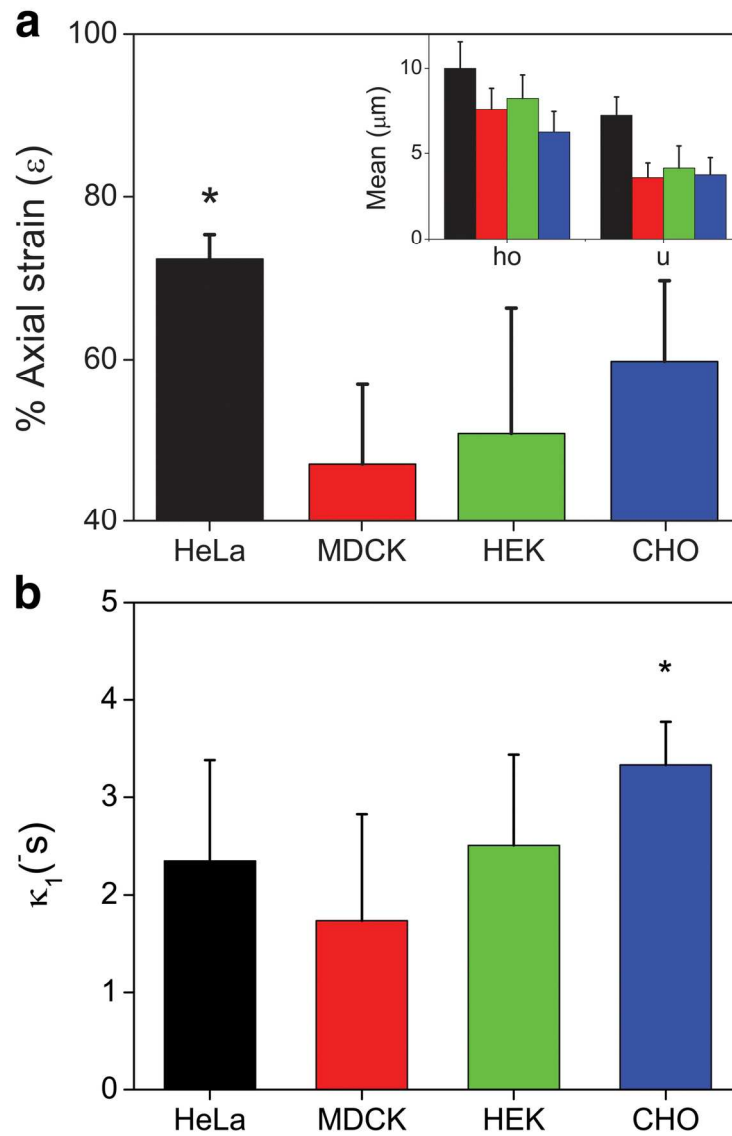 a
% Axial strain (ε)
100
80
60
40
*
Mean (μm)
10
5
0
ho u
HeLa MDCK HEK CHO
b
κ₁(⁻s)
5
4
3
2
1
0
*
HeLa MDCK HEK CHO